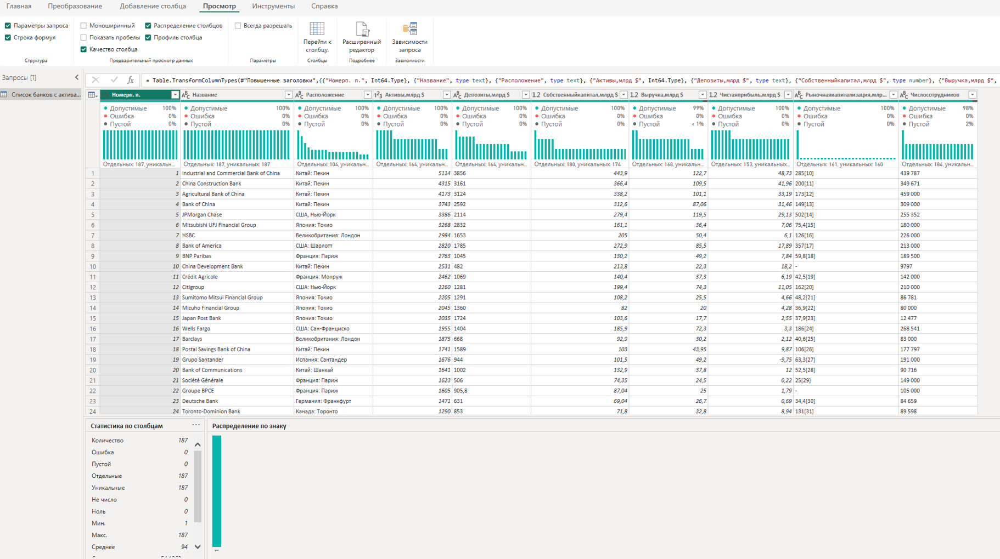 Главная Преобразование Добавление столбца Просмотр Инструменты Справка
Параметры запроса Моноширинный Распределение столбцов Всегда разрешать
Строка формул Показать пробелы Профиль столбца
Качество столбца
Перейти к столбцу. Расширенный редактор Зависимости запроса
Структура Предварительный просмотр данных Параметры Столбцы Подробнее Зависимости
Запросы [1]
fx = Table.TransformColumnTypes(#"Повышенные заголовки",{{"Номерп. п.", Int64.Type}, {"Название", type text}, {"Расположение", type text}, {"Активы,млрд $", Int64.Type}, {"Депозиты,млрд $", type text}, {"Собственныйкапитал,млрд $", type number}, {"Выручка,млрд $",
Список банков с актива...
Номерп. п. ABC Название ABC Расположение 123 Активы,млрд $ ABC Депозиты,млрд $ 1.2 Собственныйкапитал,млрд $ 1.2 Выручка,млрд $ 1.2 Чистаяприбыль,млрд $ ABC Рыночнаякапитализация,млр... ABC Числосотрудников
Допустимые 100% Допустимые 100% Допустимые 100% Допустимые 100% Допустимые 100% Допустимые 100% Допустимые 99% Допустимые 100% Допустимые 100% Допустимые 98%
Ошибка 0% Ошибка 0% Ошибка 0% Ошибка 0% Ошибка 0% Ошибка 0% Ошибка 0% Ошибка 0% Ошибка 0% Ошибка 0%
Пустой 0% Пустой 0% Пустой 0% Пустой 0% Пустой 0% Пустой 0% Пустой < 1% Пустой 0% Пустой 0% Пустой 2%
Отдельных: 187, уникальн... Отдельных: 187, уникальных: 187 Отдельных: 104, уникальн... Отдельных: 164, уникальн... Отдельных: 164, уникальн... Отдельных: 180, уникальных: 174 Отдельных: 168, уникальн... Отдельных: 153, уникальных... Отдельных: 161, уникальных: 160 Отдельных: 184, уникальн...
1 1 Industrial and Commercial Bank of China Китай: Пекин 5114 3856 443,9 122,7 48,73 285[10] 439 787
2 2 China Construction Bank Китай: Пекин 4315 3161 366,4 109,5 41,96 200[11] 349 671
3 3 Agricultural Bank of China Китай: Пекин 4173 3124 338,2 101,1 33,19 173[12] 459 000
4 4 Bank of China Китай: Пекин 3743 2592 312,6 87,06 31,46 149[13] 309 000
5 5 JPMorgan Chase США, Нью-Йорк 3386 2114 279,4 119,5 29,13 502[14] 255 352
6 6 Mitsubishi UFJ Financial Group Япония: Токио 3268 2832 161,1 36,4 7,06 75,4[15] 180 000
7 7 HSBC Великобритания: Лондон 2984 1653 205 50,4 6,1 126[16] 226 000
8 8 Bank of America США: Шарлотт 2820 1785 272,9 85,5 17,89 357[17] 213 000
9 9 BNP Paribas Франция: Париж 2763 1045 130,2 49,2 7,84 59,8[18] 189 500
10 10 China Development Bank Китай: Пекин 2531 482 213,8 22,3 18,2 - 9797
11 11 Crédit Agricole Франция: Монруж 2462 1069 140,4 37,3 6,19 42,5[19] 142 000
12 12 Citigroup США: Нью-Йорк 2260 1281 199,4 74,3 11,05 162[20] 210 000
13 13 Sumitomo Mitsui Financial Group Япония: Токио 2205 1291 108,2 25,5 4,66 48,2[21] 86 781
14 14 Mizuho Financial Group Япония: Токио 2045 1360 82 20 4,28 36,9[22] 80 000
15 15 Japan Post Bank Япония: Токио 2035 1724 103,6 17,7 2,55 37,9[23] 12 477
16 16 Wells Fargo США: Сан-Франциско 1955 1404 185,9 72,3 3,3 186[24] 268 541
17 17 Barclays Великобритания: Лондон 1875 668 92,9 30,2 2,12 40,6[25] 83 000
18 18 Postal Savings Bank of China Китай: Пекин 1741 1589 103 43,95 9,87 106[26] 177 797
19 19 Grupo Santander Испания: Сантандер 1676 944 101,5 49,2 -9,75 63,3[27] 191 000
20 20 Bank of Communications Китай: Шанхай 1641 1002 132,9 37,8 12 52,5[28] 90 716
21 21 Société Générale Франция: Париж 1623 506 74,35 24,5 0,22 25[29] 149 000
22 22 Groupe BPCE Франция: Париж 1605 905,8 87,04 25 1,79 - 105 000
23 23 Deutsche Bank Германия: Франкфурт 1471 631 69,04 26,7 0,69 34,4[30] 84 659
24 24 Toronto-Dominion Bank Канада: Торонто 1290 853 71,8 32,8 8,94 131[31] 89 598
Статистика по столбцам ... Распределение по знаку
Количество 187
Ошибка 0
Пустой 0
Отдельные 187
Уникальные 187
Не число 0
Ноль 0
Мин. 1
Макс. 187
Среднее 94